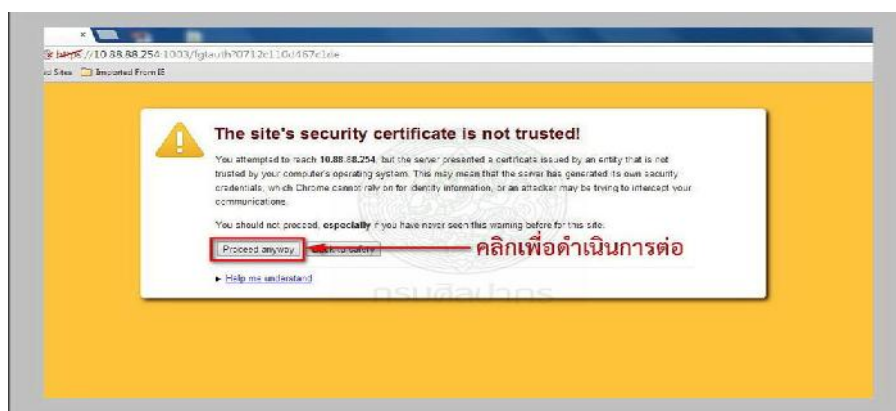 https://10.88.88.254:1003/fgtauth?0712c110d467c1de
Imported From IE
The site's security certificate is not trusted!
You attempted to reach 10.88.88.254, but the server presented a certificate issued by an entity that is not
trusted by your computer's operating system. This may mean that the server has generated its own security
credentials, which Chrome cannot rely on for identity information, or an attacker may be trying to intercept your
communications.
You should not proceed, especially if you have never seen this warning before for this site.
Proceed anyway
คลิกเพื่อดำเนินการต่อ
Help me understand
กรมศิลปากร